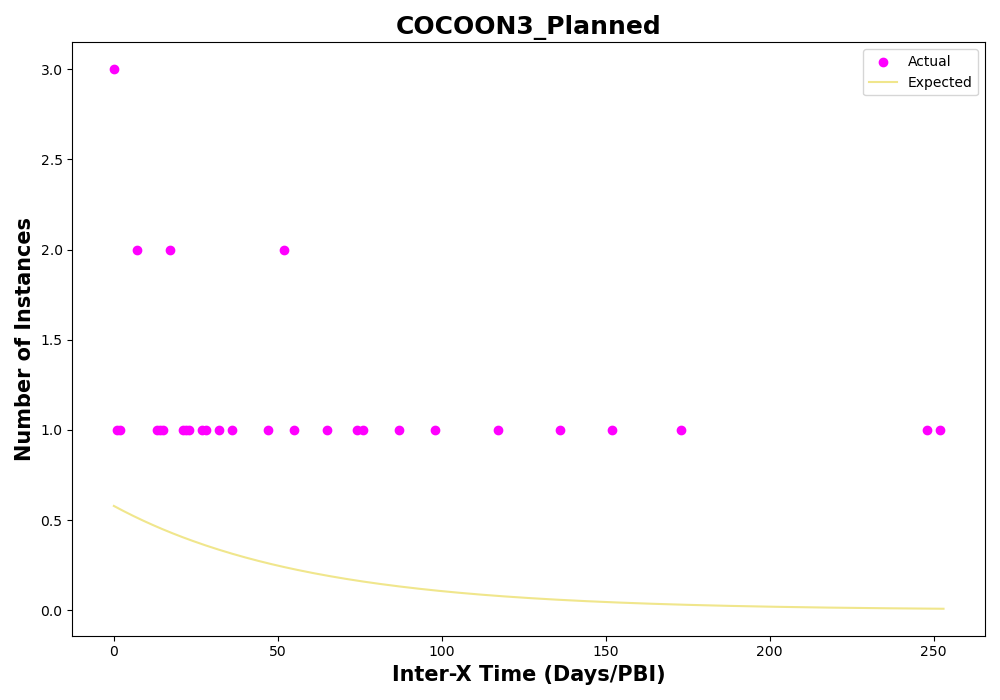 COCOON3_Planned
Actual
Expected
3.0
2.5
2.0
1.5
1.0
0.5
0.0
Number of Instances
0
50
100
150
200
250
Inter-X Time (Days/PBI)